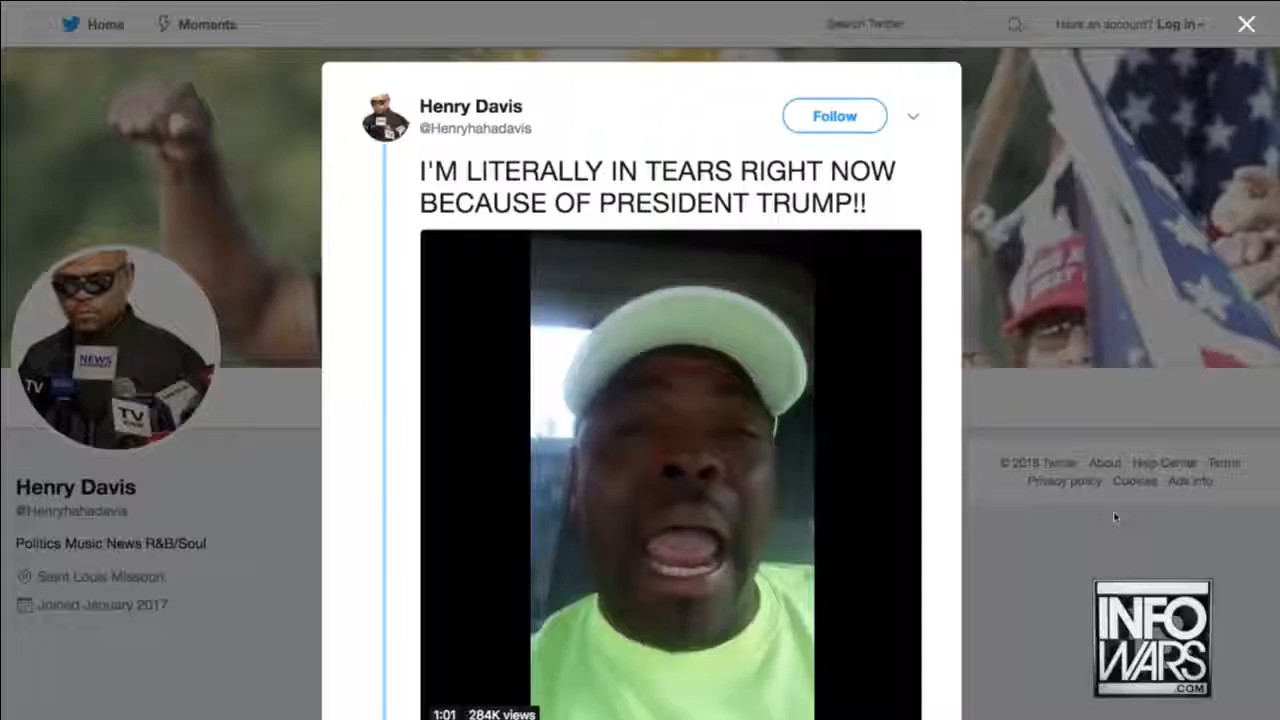 Home
Moments
Search Twitter
Have an account? Log in
Henry Davis
@Henryhahadavis
Follow
I'M LITERALLY IN TEARS RIGHT NOW
BECAUSE OF PRESIDENT TRUMP!!
NEWS
TV
TV
Henry Davis
@Henryhahadavis
Politics Music News R&B/Soul
Saint Louis Missouri
Joined January 2017
© 2018 Twitter About Help Center Terms
Privacy policy Cookies Ads info
1:01 284K views
INFO
WARS
.COM